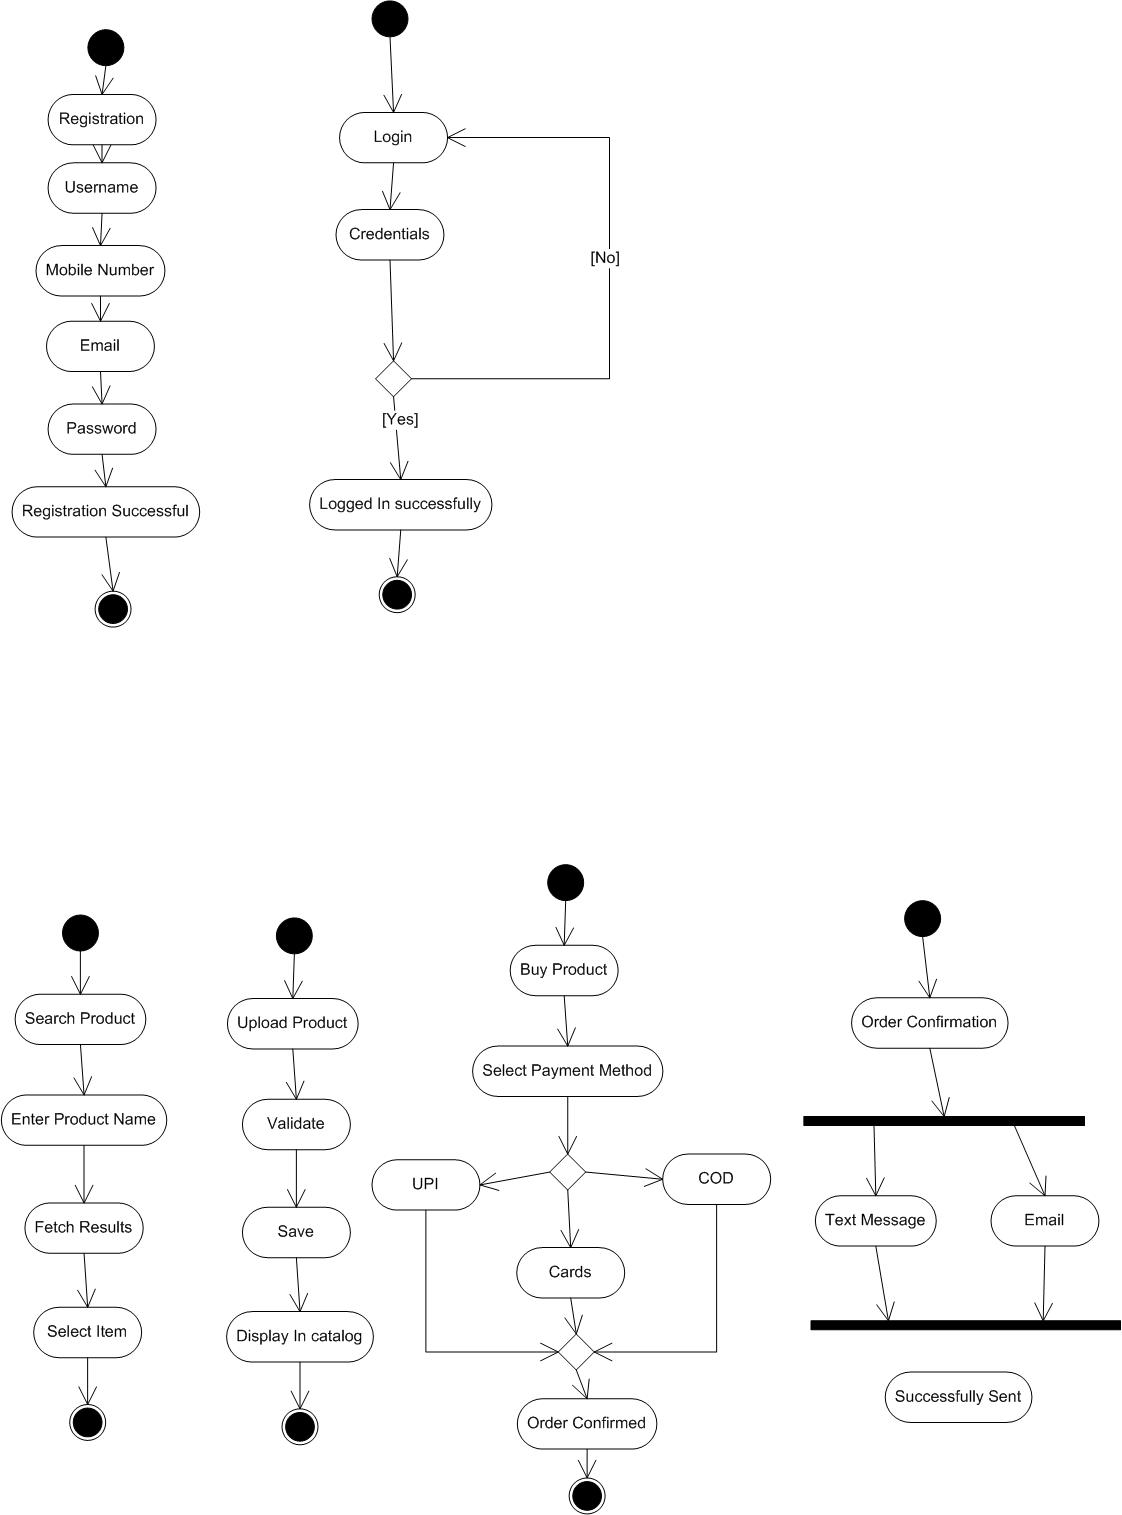 Registration
Username
Mobile Number
Email
Password
Registration Successful
Login
Credentials
[No]
[Yes]
Logged In successfully
Search Product
Enter Product Name
Fetch Results
Select Item
Upload Product
Validate
Save
Display In catalog
Buy Product
Select Payment Method
UPI
COD
Cards
Order Confirmed
Order Confirmation
Text Message
Email
Successfully Sent